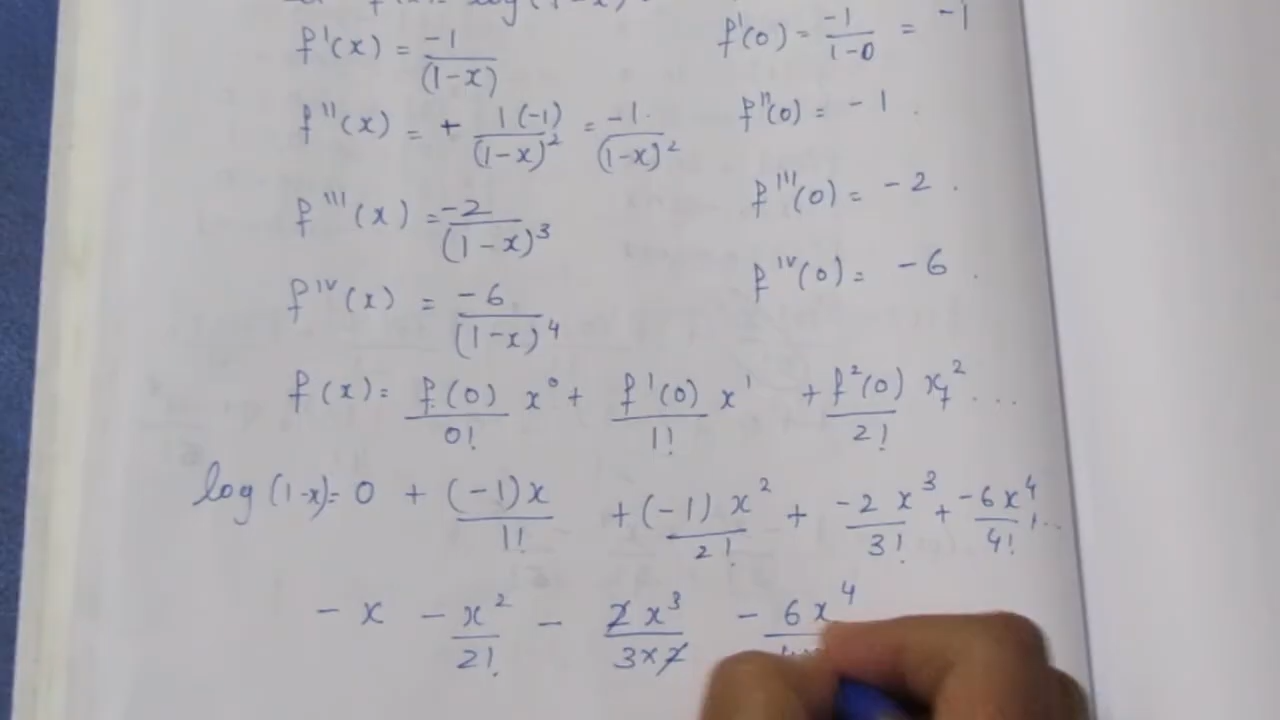 f(x) = log(1-x)
f'(x) = -1/(1-x) f'(0) = -1/1-0 = -1
f''(x) = + 1(-1)/(1-x)² = -1/(1-x)² f''(0) = -1
f'''(x) = -2/(1-x)³ f'''(0) = -2
f^IV(x) = -6/(1-x)⁴ f^IV(0) = -6
f(x) = f(0)/0! x⁰ + f'(0)/1! x¹ + f²(0)/2! x² ...
log(1-x) = 0 + (-1)x/1! + (-1)x²/2! + -2x³/3! + -6x⁴/4! + ..
- x - x²/2! - 2x³/3×2 - 6x⁴